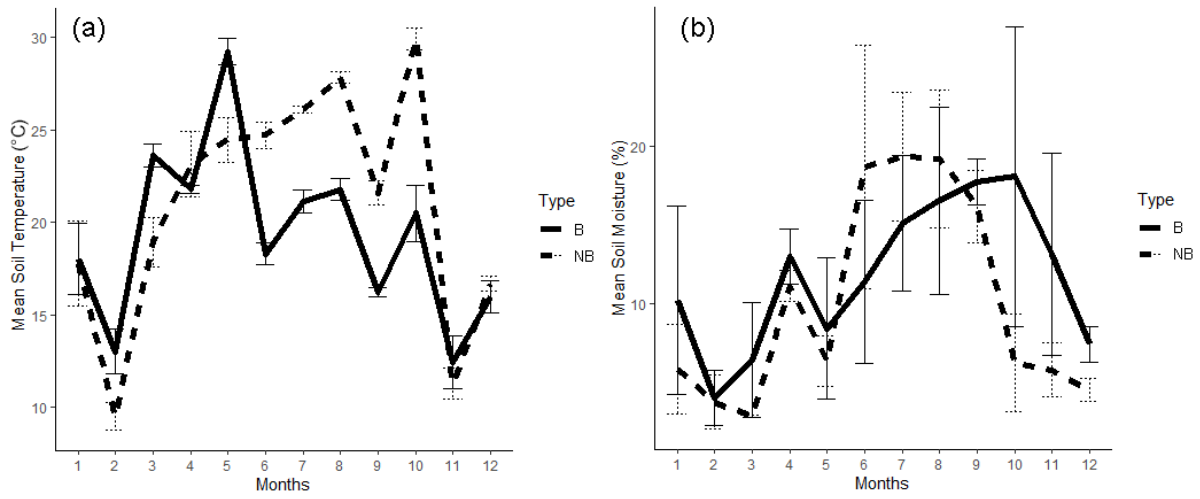 (a)
Mean Soil Temperature (°C)
30
25
20
15
10
1 2 3 4 5 6 7 8 9 10 11 12
Months
Type
B
NB
(b)
Mean Soil Moisture (%)
20
10
1 2 3 4 5 6 7 8 9 10 11 12
Months
Type
B
NB